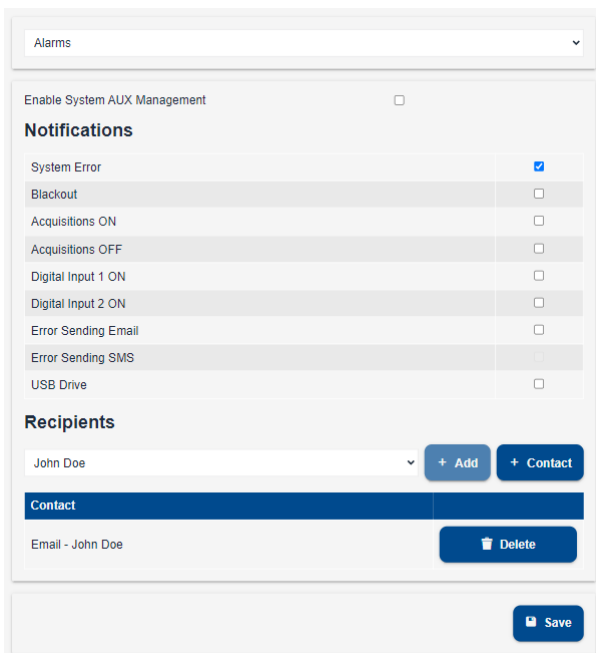 Alarms
Enable System AUX Management
Notifications
System Error
Blackout
Acquisitions ON
Acquisitions OFF
Digital Input 1 ON
Digital Input 2 ON
Error Sending Email
Error Sending SMS
USB Drive
Recipients
John Doe + Add + Contact
Contact
Email - John Doe Delete
Save